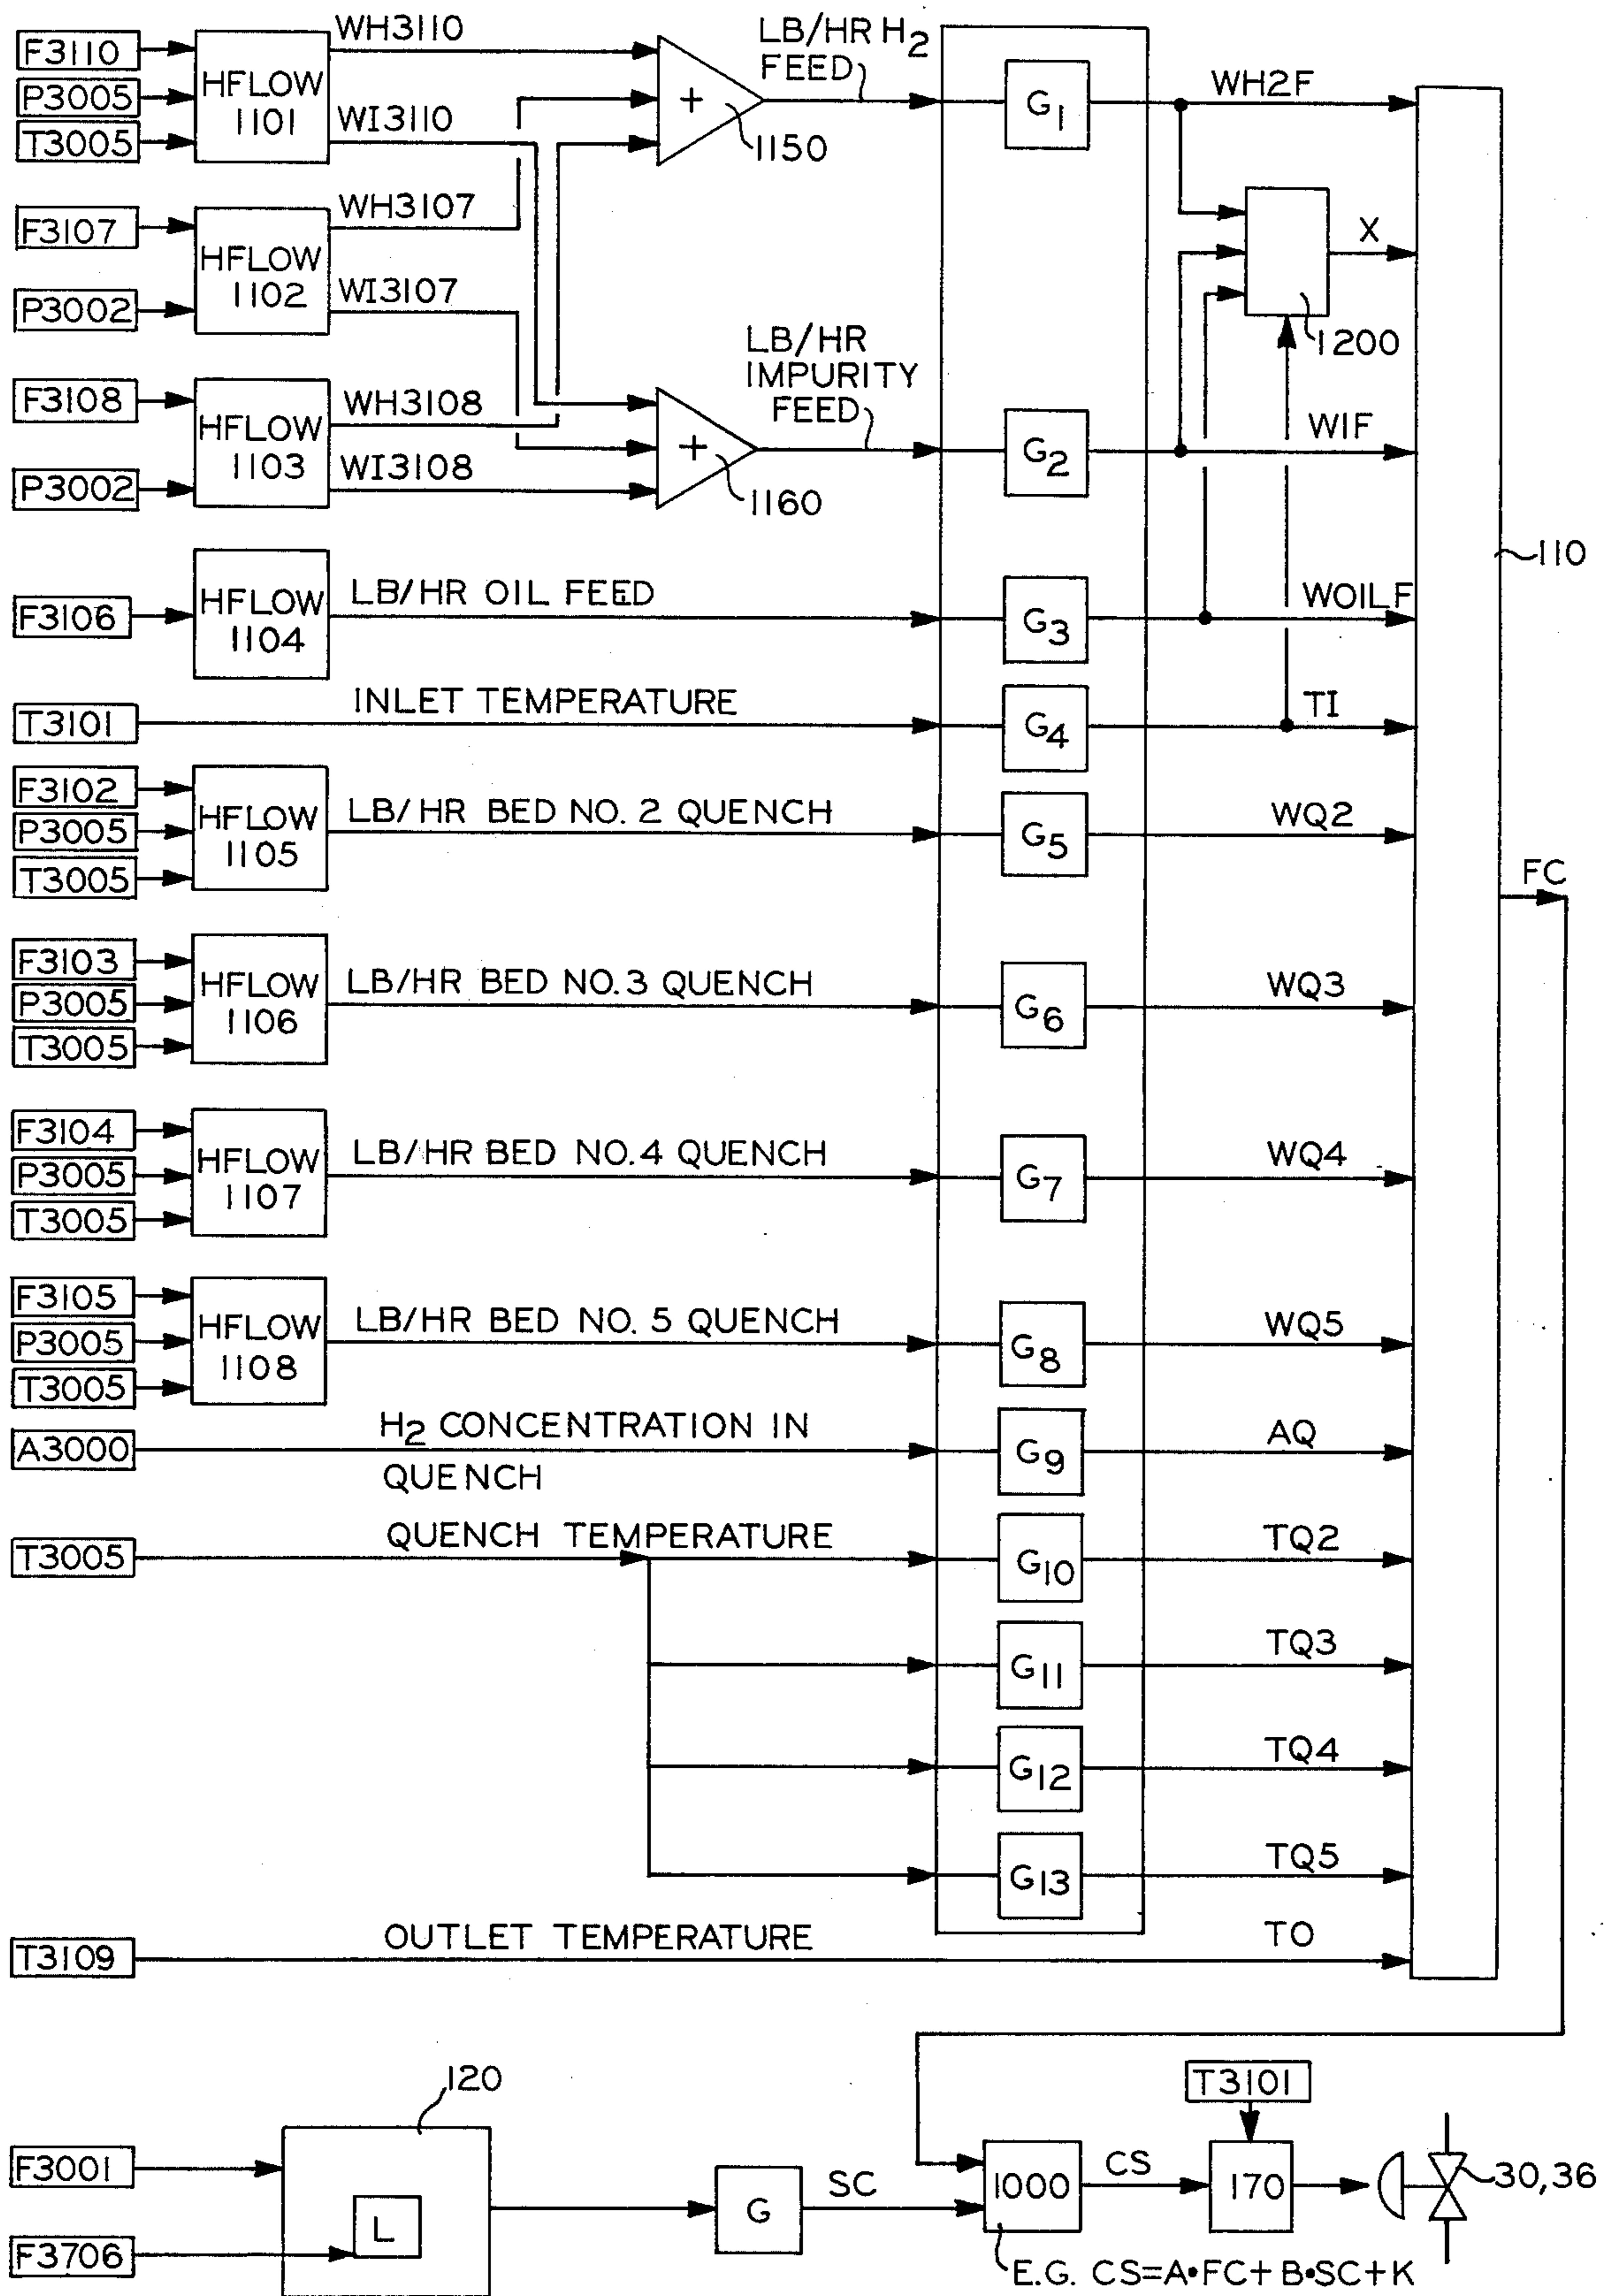 F3110
P3005
T3005
HFLOW
1101
WH3110
WI3110
+
1150
LB/HR H2
FEED
G1
WH2F
F3107
P3002
HFLOW
1102
WH3107
WI3107
X
1200
F3108
P3002
HFLOW
1103
WH3108
WI3108
+
1160
LB/HR
IMPURITY
FEED
G2
WIF
110
F3106
HFLOW
1104
LB/HR OIL FEED
G3
WOILF
T3101
INLET TEMPERATURE
G4
TI
F3102
P3005
T3005
HFLOW
1105
LB/HR BED NO. 2 QUENCH
G5
WQ2
FC
F3103
P3005
T3005
HFLOW
1106
LB/HR BED NO. 3 QUENCH
G6
WQ3
F3104
P3005
T3005
HFLOW
1107
LB/HR BED NO. 4 QUENCH
G7
WQ4
F3105
P3005
T3005
HFLOW
1108
LB/HR BED NO. 5 QUENCH
G8
WQ5
A3000
H2 CONCENTRATION IN
QUENCH
G9
AQ
T3005
QUENCH TEMPERATURE
G10
TQ2
G11
TQ3
G12
TQ4
G13
TQ5
T3109
OUTLET TEMPERATURE
TO
120
F3001
F3706
L
G
SC
1000
CS
T3101
170
30,36
E.G. CS=A•FC+B•SC+K